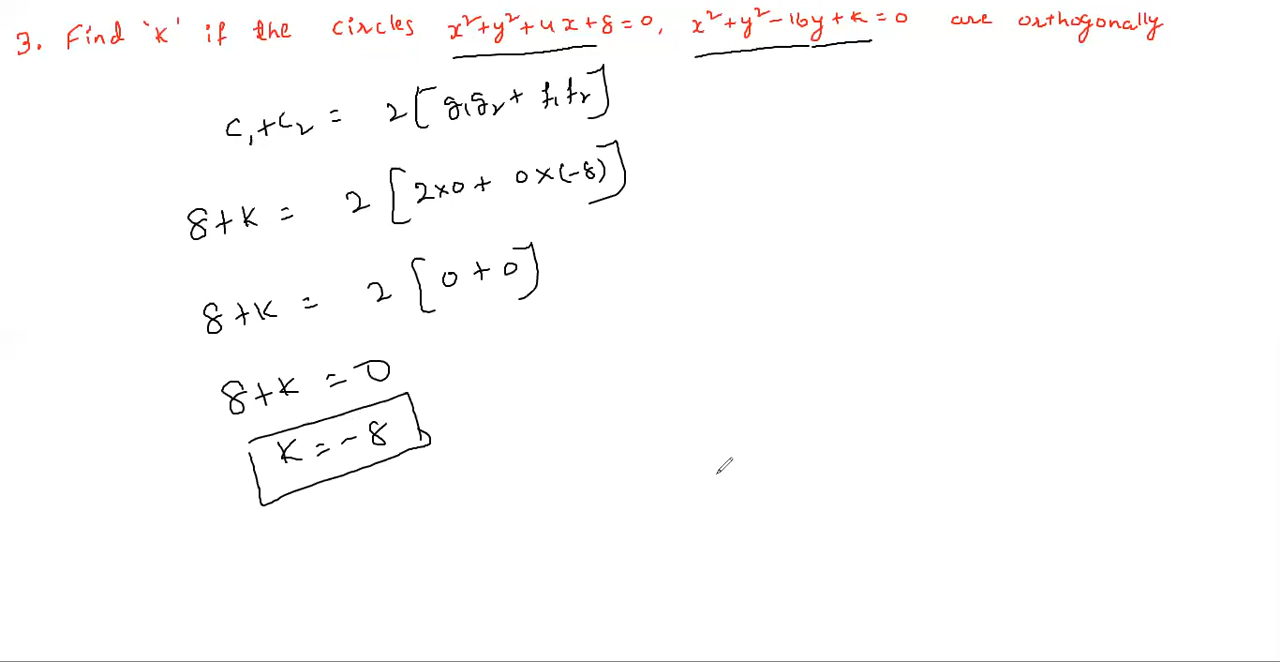 3. Find 'K' if the circles x²+y²+4x+8=0, x²+y²-16y+k=0 are orthogonally
C₁+C₂ = 2[g₁g₂+ f₁f₂]
8+K = 2[2×0+ 0×(-8)]
8+K = 2[0+0]
8+K =0
K=-8